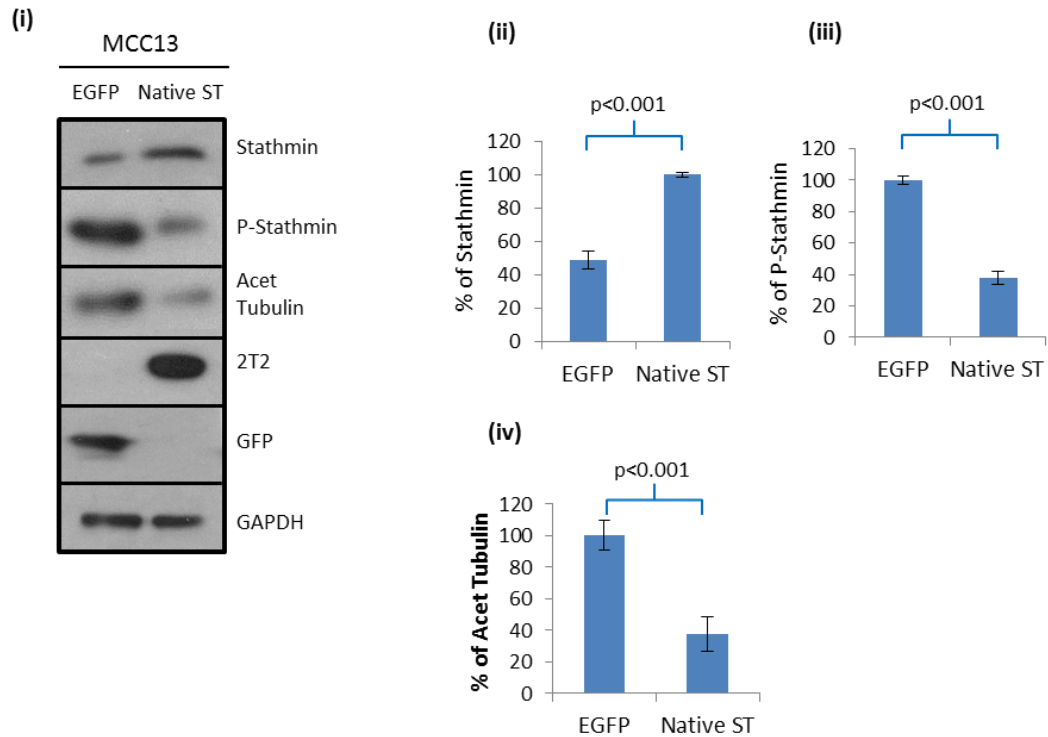 (i)
MCC13
EGFP Native ST
Stathmin
P-Stathmin
Acet
Tubulin
2T2
GFP
GAPDH
(ii)
p<0.001
% of Stathmin
120
100
80
60
40
20
0
EGFP Native ST
(iii)
p<0.001
% of P-Stathmin
120
100
80
60
40
20
0
EGFP Native ST
(iv)
p<0.001
% of Acet Tubulin
120
100
80
60
40
20
0
EGFP Native ST